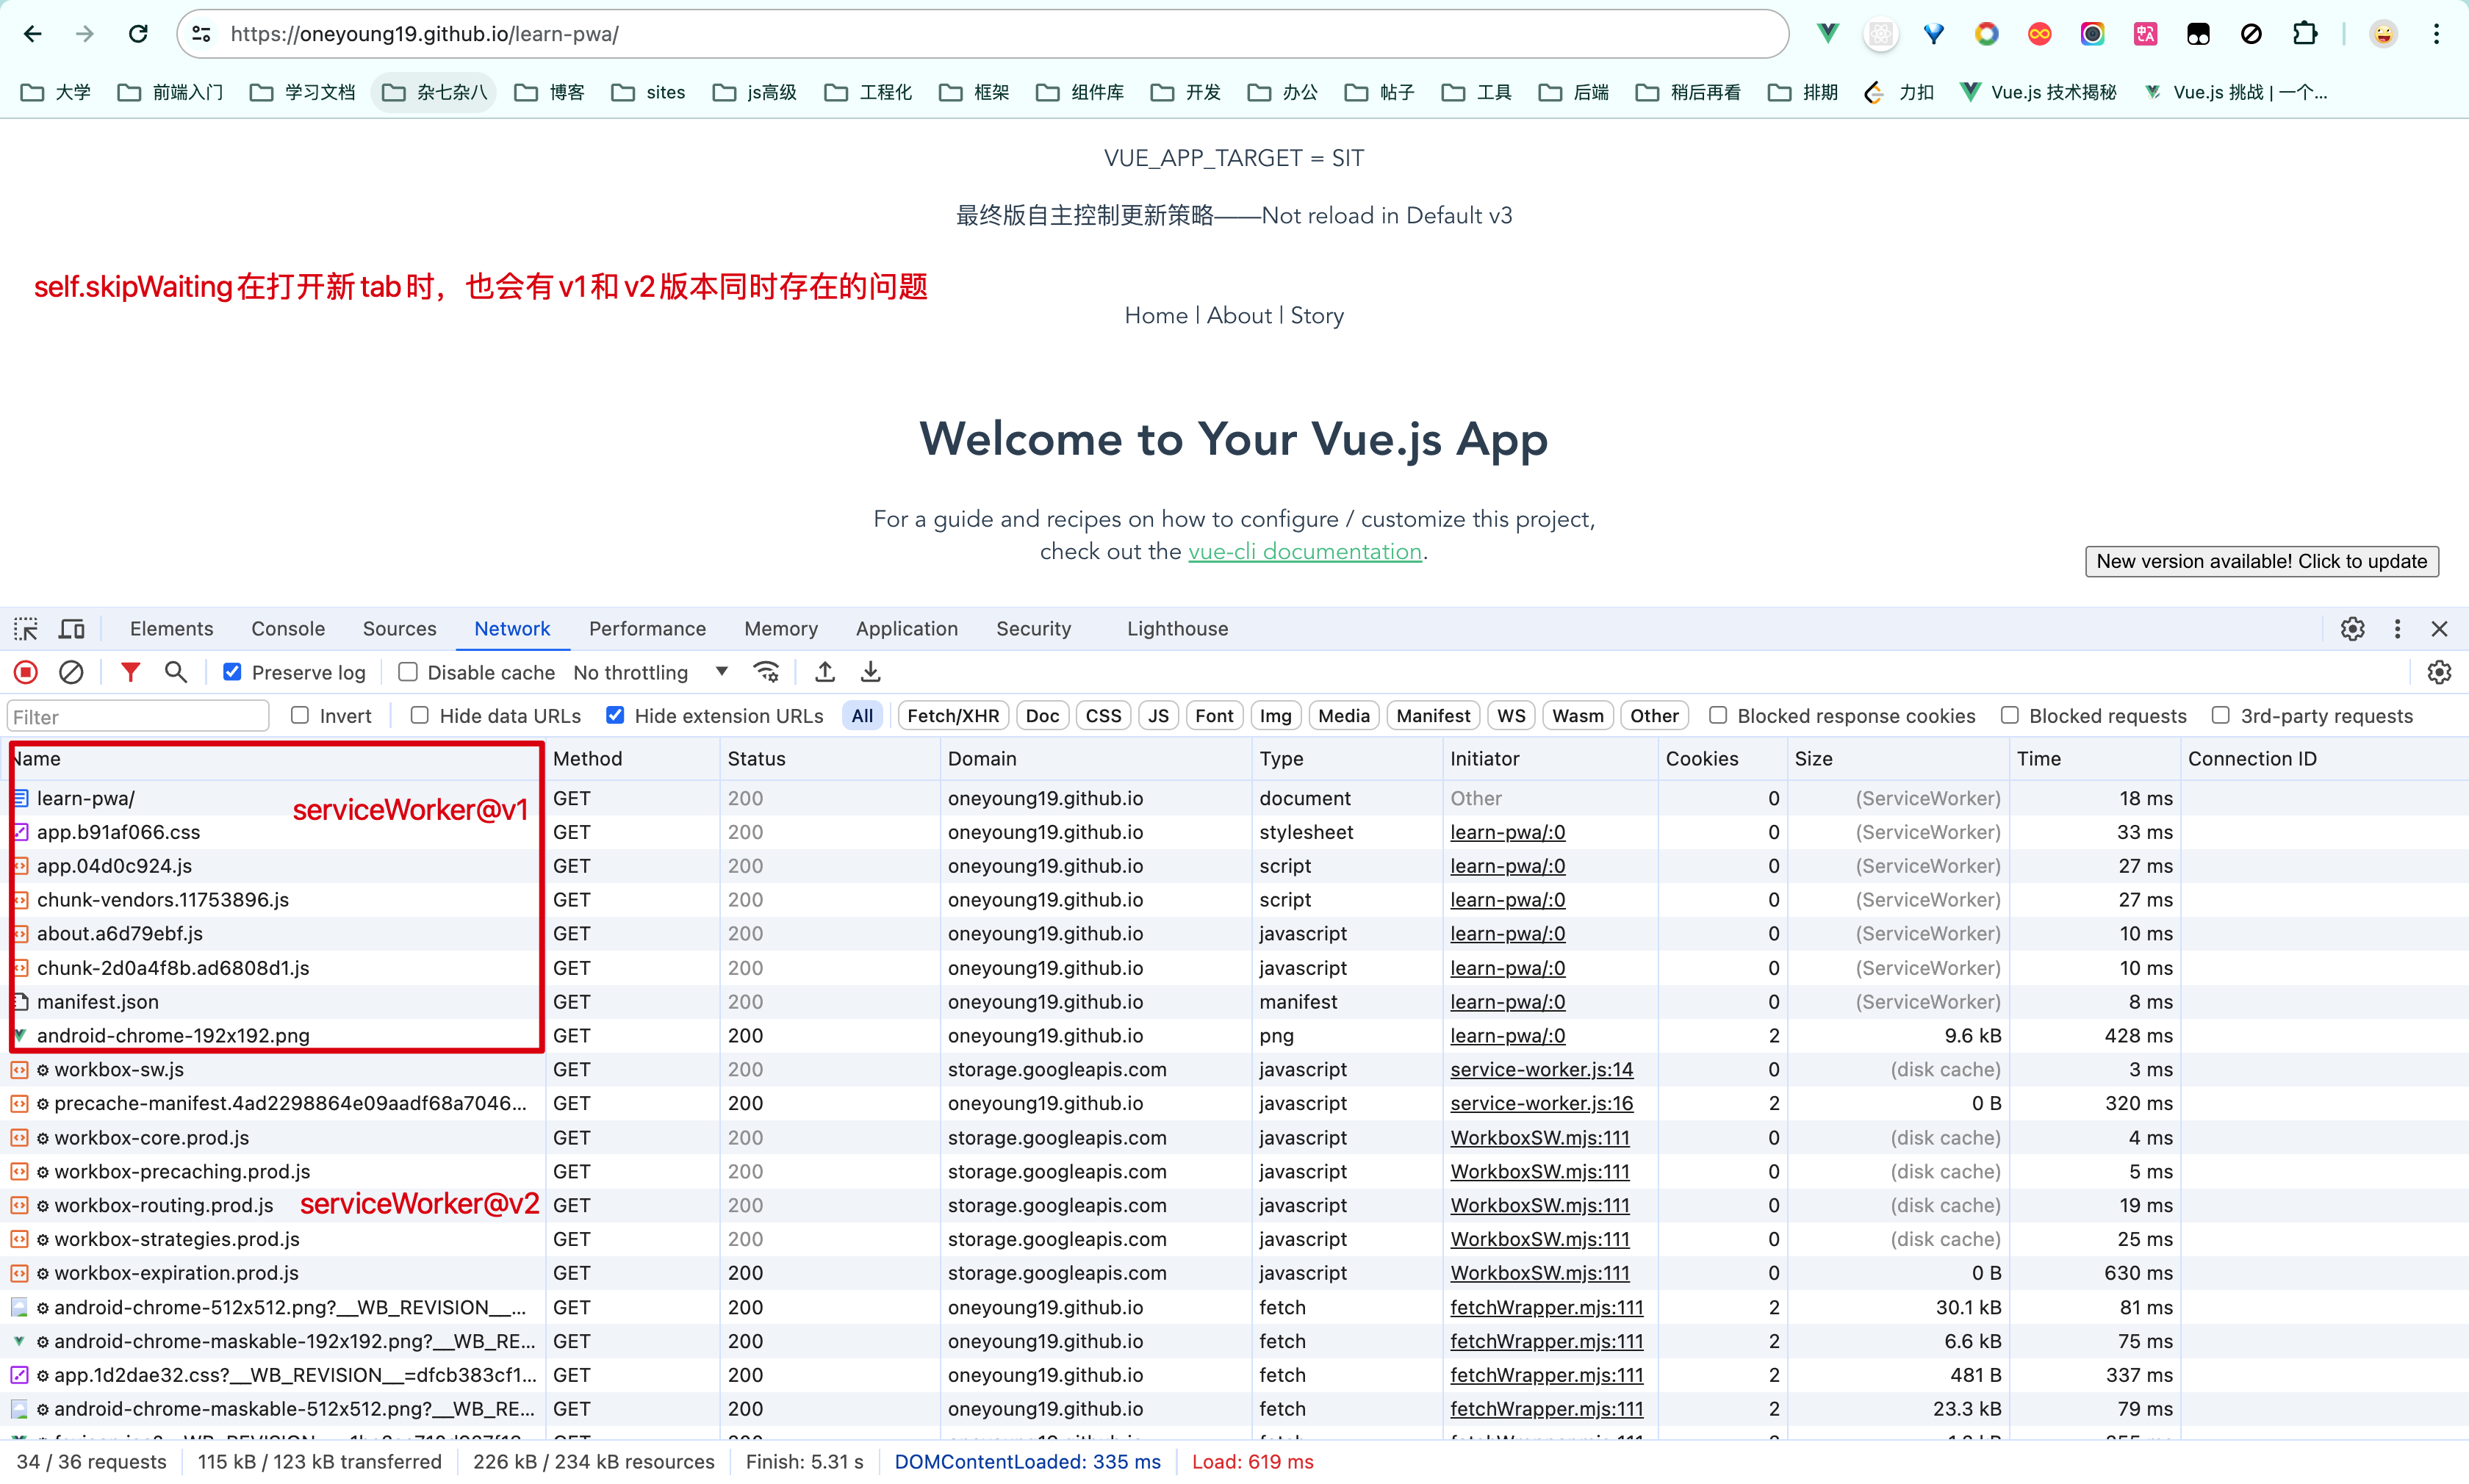 https://oneyoung19.github.io/learn-pwa/
大学 前端入门 学习文档 杂七杂八 博客 sites js高级 工程化 框架 组件库 开发 办公 帖子 工具 后端 稍后再看 排期 力扣 Vue.js 技术揭秘 Vue.js 挑战 | 一个...
VUE_APP_TARGET = SIT
最终版自主控制更新策略——Not reload in Default v3
self.skipWaiting在打开新tab时，也会有v1和v2版本同时存在的问题
Home | About | Story
Welcome to Your Vue.js App
For a guide and recipes on how to configure / customize this project,
check out the vue-cli documentation.
New version available! Click to update
Elements Console Sources Network Performance Memory Application Security Lighthouse
Preserve log Disable cache No throttling
Filter Invert Hide data URLs Hide extension URLs All Fetch/XHR Doc CSS JS Font Img Media Manifest WS Wasm Other Blocked response cookies Blocked requests 3rd-party requests
Name Method Status Domain Type Initiator Cookies Size Time Connection ID
learn-pwa/ serviceWorker@v1 GET 200 oneyoung19.github.io document Other 0 (ServiceWorker) 18 ms
app.b91af066.css GET 200 oneyoung19.github.io stylesheet learn-pwa/:0 0 (ServiceWorker) 33 ms
app.04d0c924.js GET 200 oneyoung19.github.io script learn-pwa/:0 0 (ServiceWorker) 27 ms
chunk-vendors.11753896.js GET 200 oneyoung19.github.io script learn-pwa/:0 0 (ServiceWorker) 27 ms
about.a6d79ebf.js GET 200 oneyoung19.github.io javascript learn-pwa/:0 0 (ServiceWorker) 10 ms
chunk-2d0a4f8b.ad6808d1.js GET 200 oneyoung19.github.io javascript learn-pwa/:0 0 (ServiceWorker) 10 ms
manifest.json GET 200 oneyoung19.github.io manifest learn-pwa/:0 0 (ServiceWorker) 8 ms
android-chrome-192x192.png GET 200 oneyoung19.github.io png learn-pwa/:0 2 9.6 kB 428 ms
workbox-sw.js GET 200 storage.googleapis.com javascript service-worker.js:14 0 (disk cache) 3 ms
precache-manifest.4ad2298864e09aadf68a7046... GET 200 oneyoung19.github.io javascript service-worker.js:16 2 0 B 320 ms
workbox-core.prod.js GET 200 storage.googleapis.com javascript WorkboxSW.mjs:111 0 (disk cache) 4 ms
workbox-precaching.prod.js GET 200 storage.googleapis.com javascript WorkboxSW.mjs:111 0 (disk cache) 5 ms
workbox-routing.prod.js serviceWorker@v2 GET 200 storage.googleapis.com javascript WorkboxSW.mjs:111 0 (disk cache) 19 ms
workbox-strategies.prod.js GET 200 storage.googleapis.com javascript WorkboxSW.mjs:111 0 (disk cache) 25 ms
workbox-expiration.prod.js GET 200 storage.googleapis.com javascript WorkboxSW.mjs:111 0 0 B 630 ms
android-chrome-512x512.png?__WB_REVISION__... GET 200 oneyoung19.github.io fetch fetchWrapper.mjs:111 2 30.1 kB 81 ms
android-chrome-maskable-192x192.png?__WB_RE... GET 200 oneyoung19.github.io fetch fetchWrapper.mjs:111 2 6.6 kB 75 ms
app.1d2dae32.css?__WB_REVISION__=dfcb383cf1... GET 200 oneyoung19.github.io fetch fetchWrapper.mjs:111 2 481 B 337 ms
android-chrome-maskable-512x512.png?__WB_RE... GET 200 oneyoung19.github.io fetch fetchWrapper.mjs:111 2 23.3 kB 79 ms
34 / 36 requests 115 kB / 123 kB transferred 226 kB / 234 kB resources Finish: 5.31 s DOMContentLoaded: 335 ms Load: 619 ms